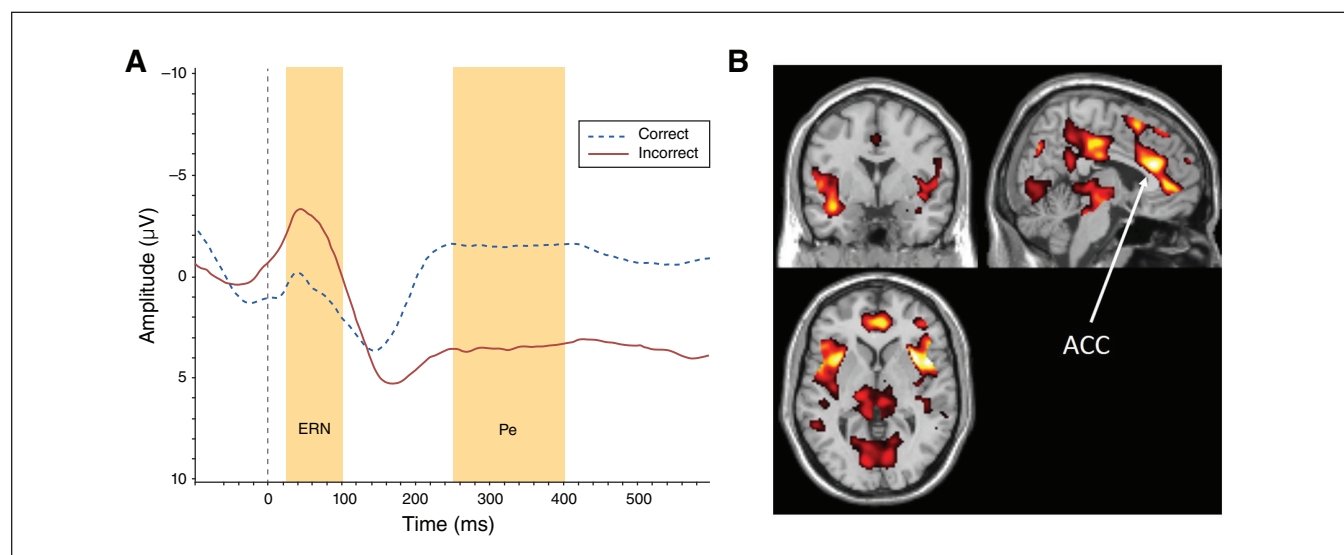 A
B
−10
−5
0
5
10
Amplitude (μV)
Correct
Incorrect
ERN
Pe
0
100
200
300
400
500
Time (ms)
ACC